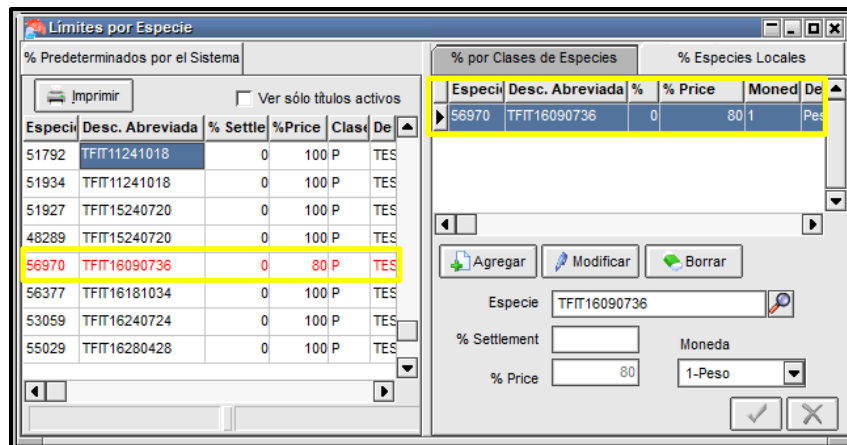 Límites por Especie
% Predeterminados por el Sistema
Imprimir
Ver sólo títulos activos
Especi Desc. Abreviada % Settle %Price Clase De
51792 TFIT11241018 0 100 P TES
51934 TFIT11241018 0 100 P TES
51927 TFIT15240720 0 100 P TES
48289 TFIT15240720 0 100 P TES
56970 TFIT16090736 0 80 P TES
56377 TFIT16181034 0 100 P TES
53059 TFIT16240724 0 100 P TES
55029 TFIT16280428 0 100 P TES
% por Clases de Especies
% Especies Locales
Especi Desc. Abreviada % % Price Moned De
56970 TFIT16090736 0 80 1 Pes
Agregar Modificar Borrar
Especie TFIT16090736
% Settlement
Moneda
% Price 80 1-Peso